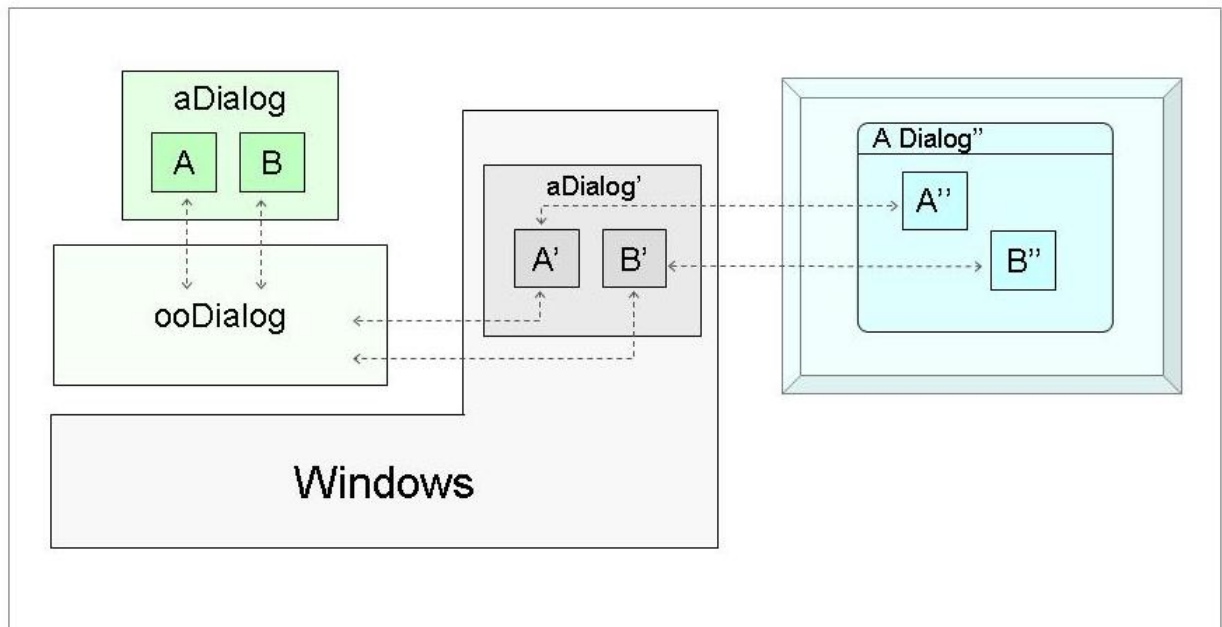 aDialog
A
B
ooDialog
Windows
aDialog’
A'
B'
A Dialog’’
A’’
B’’